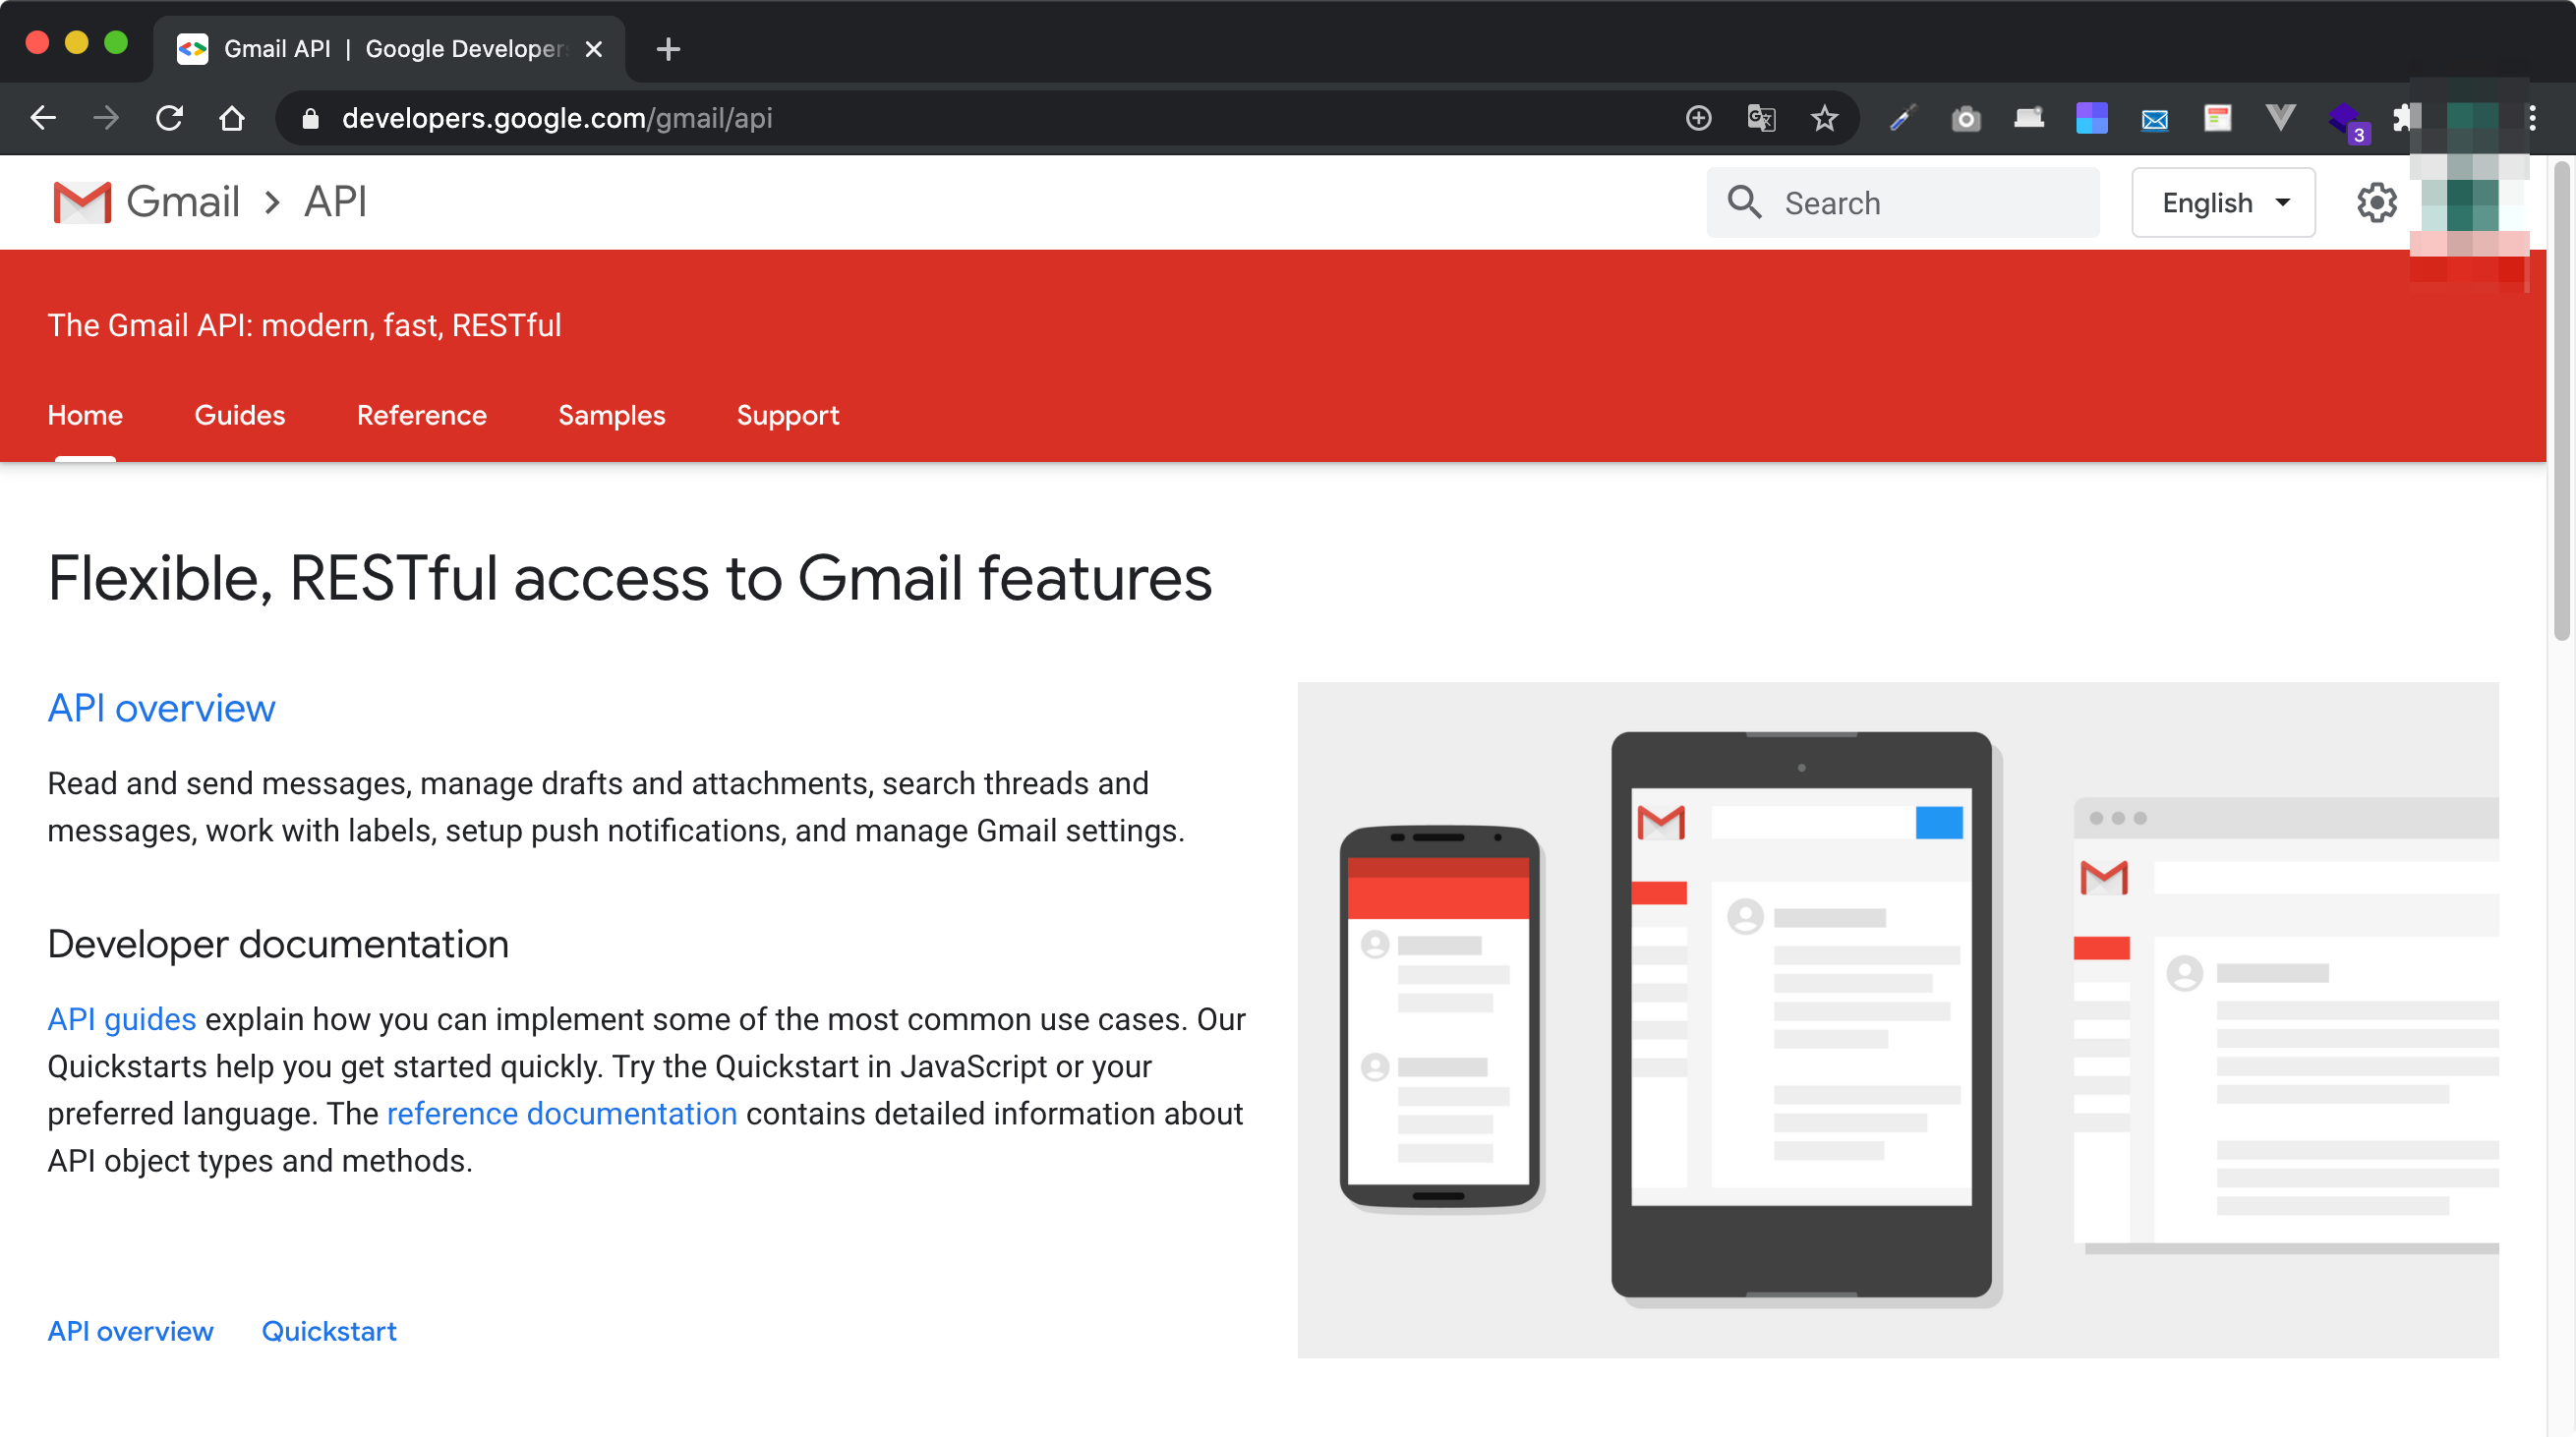 Gmail API | Google Developer
developers.google.com/gmail/api
3
Gmail > API
Search
English
The Gmail API: modern, fast, RESTful
Home Guides Reference Samples Support
Flexible, RESTful access to Gmail features
API overview
Read and send messages, manage drafts and attachments, search threads and
messages, work with labels, setup push notifications, and manage Gmail settings.
Developer documentation
API guides explain how you can implement some of the most common use cases. Our
Quickstarts help you get started quickly. Try the Quickstart in JavaScript or your
preferred language. The reference documentation contains detailed information about
API object types and methods.
API overview Quickstart